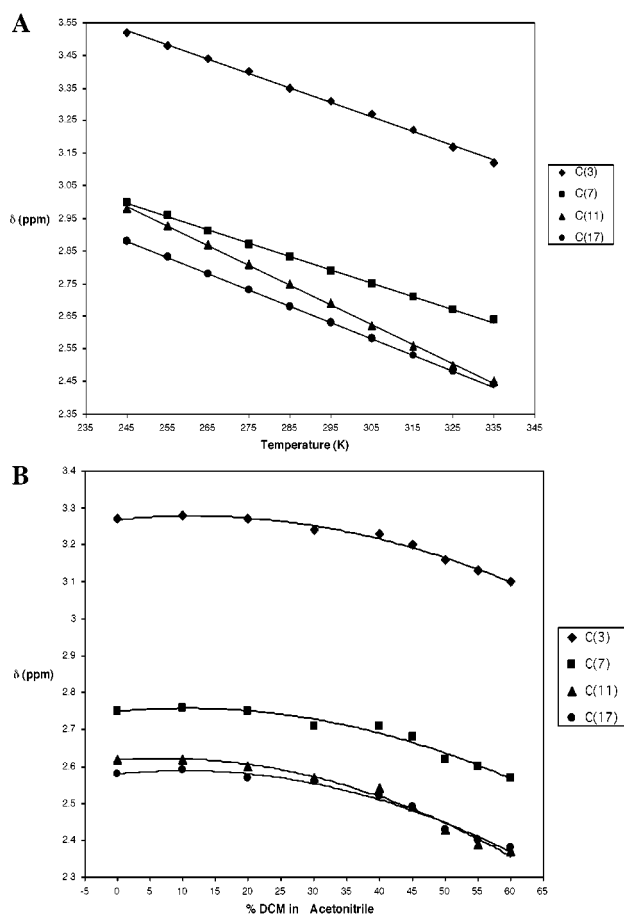 A
3.55
3.45
3.35
3.25
3.15
3.05
δ (ppm)
2.95
2.85
2.75
2.65
2.55
2.45
2.35
235 245 255 265 275 285 295 305 315 325 335 345
Temperature (K)
C(3)
C(7)
C(11)
C(17)
B
3.4
3.3
3.2
3.1
3
2.9
2.8
δ (ppm)
2.7
2.6
2.5
2.4
2.3
-5 0 5 10 15 20 25 30 35 40 45 50 55 60 65
% DCM in Acetonitrile
C(3)
C(7)
C(11)
C(17)